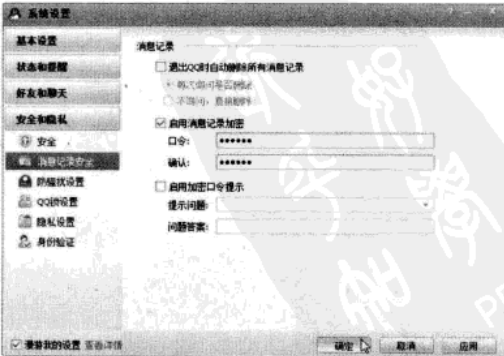 系统设置
基本设置
状态和提醒
好友和聊天
安全和隐私
安全
消息记录安全
防骚扰设置
QQ锁设置
隐私设置
身份验证
消息记录
退出QQ时自动删除所有消息记录
启用消息记录加密
口令: ●●●●●●
确认: ●●●●●●
启用加密口令提示
提示问题:
问题答案:
漫游我的设置 查看详情
确定 取消 应用